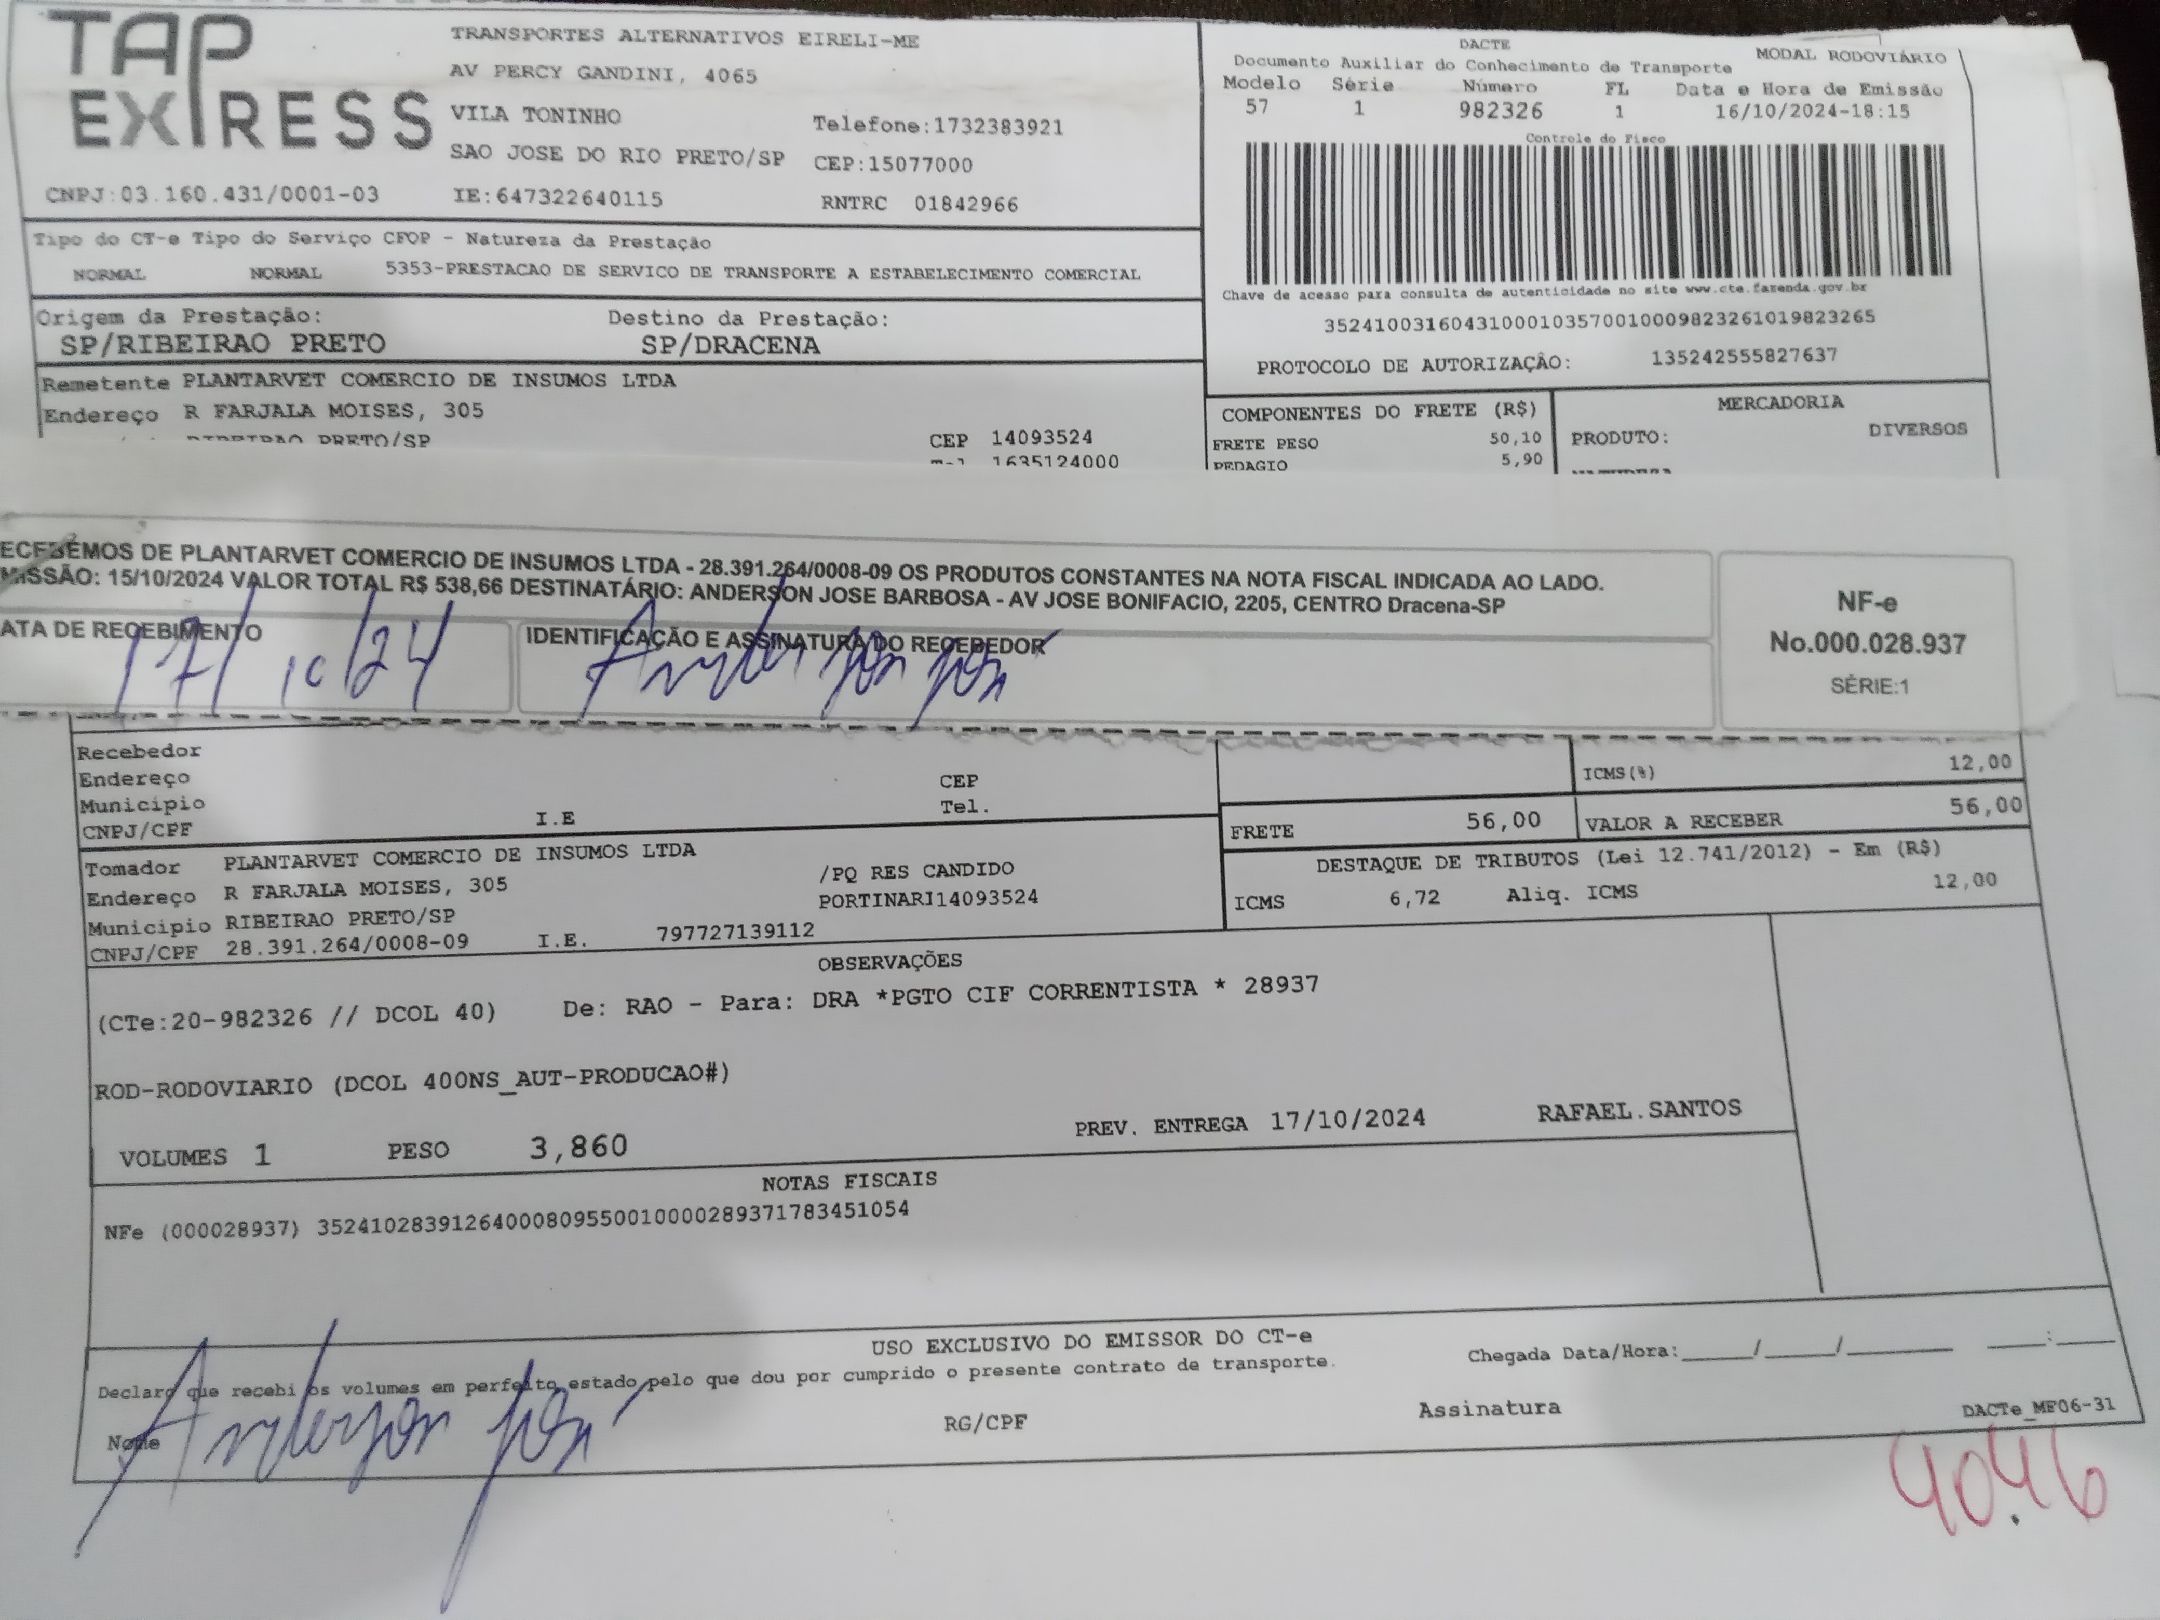 TAP EXPRESS
TRANSPORTES ALTERNATIVOS EIRELI-ME
AV PERCY GANDINI, 4065
VILA TONINHO Telefone:1732383921
SAO JOSE DO RIO PRETO/SP CEP:15077000
CNPJ:03.160.431/0001-03 IE:647322640115 RNTRC 01842966
DACTE MODAL RODOVIÁRIO
Documento Auxiliar do Conhecimento de Transporte
Modelo Série Número FL Data e Hora de Emissão
57 1 982326 1 16/10/2024-18:15
Controle do Fisco
Chave de acesso para consulta de autenticidade no site www.cte.fazenda.gov.br
35241003160431000103570010009823261019823265
PROTOCOLO DE AUTORIZAÇÃO: 135242555827637
Tipo do CT-e Tipo do Serviço CFOP - Natureza da Prestação
NORMAL NORMAL 5353-PRESTACAO DE SERVICO DE TRANSPORTE A ESTABELECIMENTO COMERCIAL
Origem da Prestação: Destino da Prestação:
SP/RIBEIRAO PRETO SP/DRACENA
Remetente PLANTARVET COMERCIO DE INSUMOS LTDA
Endereço R FARJALA MOISES, 305
RIBEIRAO PRETO/SP CEP 14093524
1635124000
COMPONENTES DO FRETE (R$) MERCADORIA
FRETE PESO 50,10 PRODUTO: DIVERSOS
PEDAGIO 5,90
ECEBEMOS DE PLANTARVET COMERCIO DE INSUMOS LTDA - 28.391.264/0008-09 OS PRODUTOS CONSTANTES NA NOTA FISCAL INDICADA AO LADO.
MISSÃO: 15/10/2024 VALOR TOTAL R$ 538,66 DESTINATÁRIO: ANDERSON JOSE BARBOSA - AV JOSE BONIFACIO, 2205, CENTRO Dracena-SP
ATA DE RECEBIMENTO IDENTIFICAÇÃO E ASSINATURA DO RECEBEDOR
17/10/24 Anderson José
NF-e
No.000.028.937
SÉRIE:1
Recebedor
Endereço CEP
Município Tel.
CNPJ/CPF I.E
ICMS(%) 12,00
FRETE 56,00 VALOR A RECEBER 56,00
DESTAQUE DE TRIBUTOS (Lei 12.741/2012) - Em (R$)
ICMS 6,72 Aliq. ICMS 12,00
Tomador PLANTARVET COMERCIO DE INSUMOS LTDA
Endereço R FARJALA MOISES, 305 /PQ RES CANDIDO
Município RIBEIRAO PRETO/SP PORTINARI14093524
CNPJ/CPF 28.391.264/0008-09 I.E. 797727139112
OBSERVAÇÕES
(CTe:20-982326 // DCOL 40) De: RAO - Para: DRA *PGTO CIF CORRENTISTA * 28937
ROD-RODOVIARIO (DCOL 400NS_AUT-PRODUCAO#)
VOLUMES 1 PESO 3,860 PREV. ENTREGA 17/10/2024 RAFAEL.SANTOS
NOTAS FISCAIS
NFe (000028937) 35241028391264000809550010000289371783451054
USO EXCLUSIVO DO EMISSOR DO CT-e
Declaro que recebi os volumes em perfeito estado pelo que dou por cumprido o presente contrato de transporte.
Chegada Data/Hora:_____/_____/_______ ____:____
Nome Anderson José RG/CPF Assinatura
DACTe_MF06-31
4046